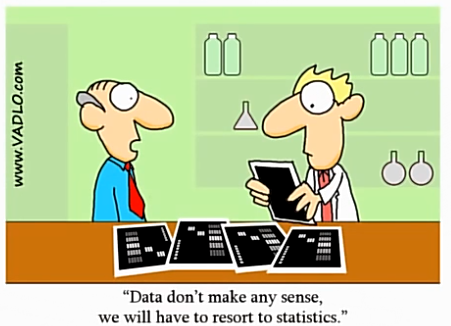 www.VADLO.com
“Data don’t make any sense,
we will have to resort to statistics.”